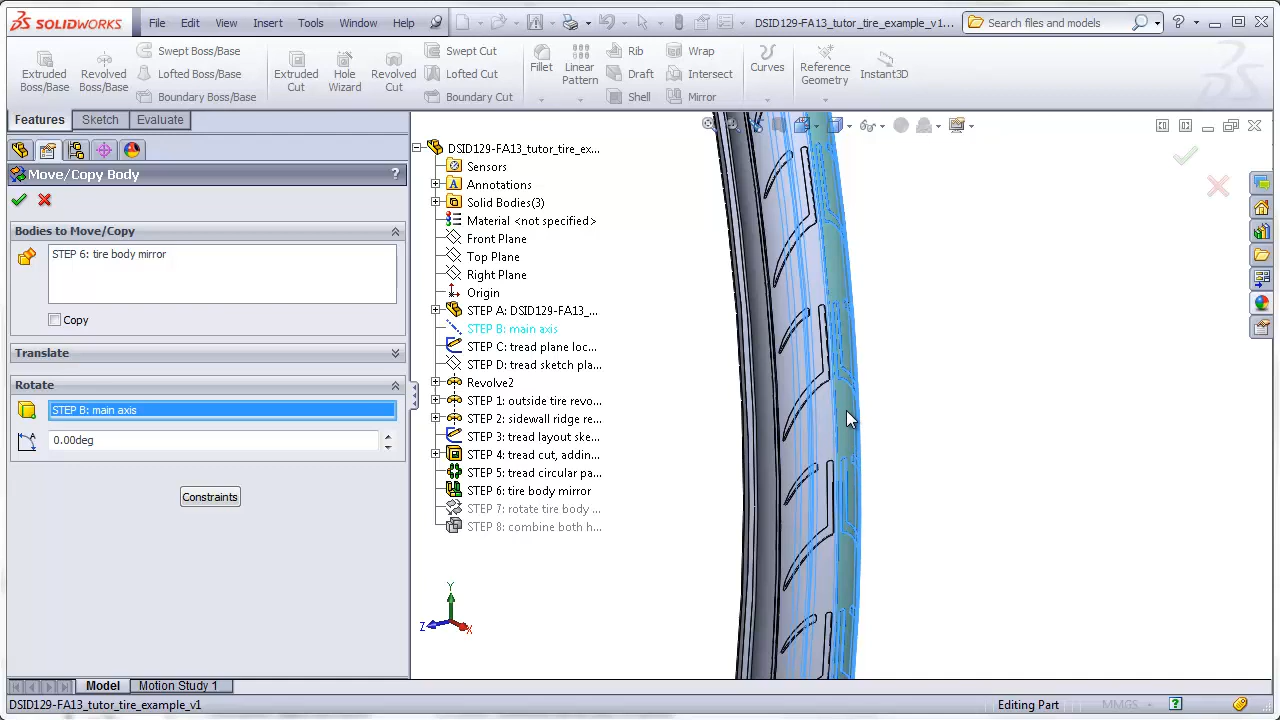 SOLIDWORKS File Edit View Insert Tools Window Help DSID129-FA13_tutor_tire_example_v1... Search files and models
Extruded Boss/Base
Revolved Boss/Base
Swept Boss/Base
Lofted Boss/Base
Boundary Boss/Base
Extruded Cut
Hole Wizard
Revolved Cut
Swept Cut
Lofted Cut
Boundary Cut
Fillet
Linear Pattern
Rib
Draft
Shell
Wrap
Intersect
Mirror
Curves
Reference Geometry
Instant3D
Features Sketch Evaluate
Move/Copy Body ?
Bodies to Move/Copy
STEP 6: tire body mirror
Copy
Translate
Rotate
STEP B: main axis
0.00deg
Constraints
DSID129-FA13_tutor_tire_ex...
Sensors
Annotations
Solid Bodies(3)
Material <not specified>
Front Plane
Top Plane
Right Plane
Origin
STEP A: DSID129-FA13_...
STEP B: main axis
STEP C: tread plane loc...
STEP D: tread sketch pla...
Revolve2
STEP 1: outside tire revo...
STEP 2: sidewall ridge re...
STEP 3: tread layout ske...
STEP 4: tread cut, addin...
STEP 5: tread circular pa...
STEP 6: tire body mirror
STEP 7: rotate tire body ...
STEP 8: combine both h...
Y
Z
X
Model Motion Study 1
DSID129-FA13_tutor_tire_example_v1 Editing Part MMGS ?